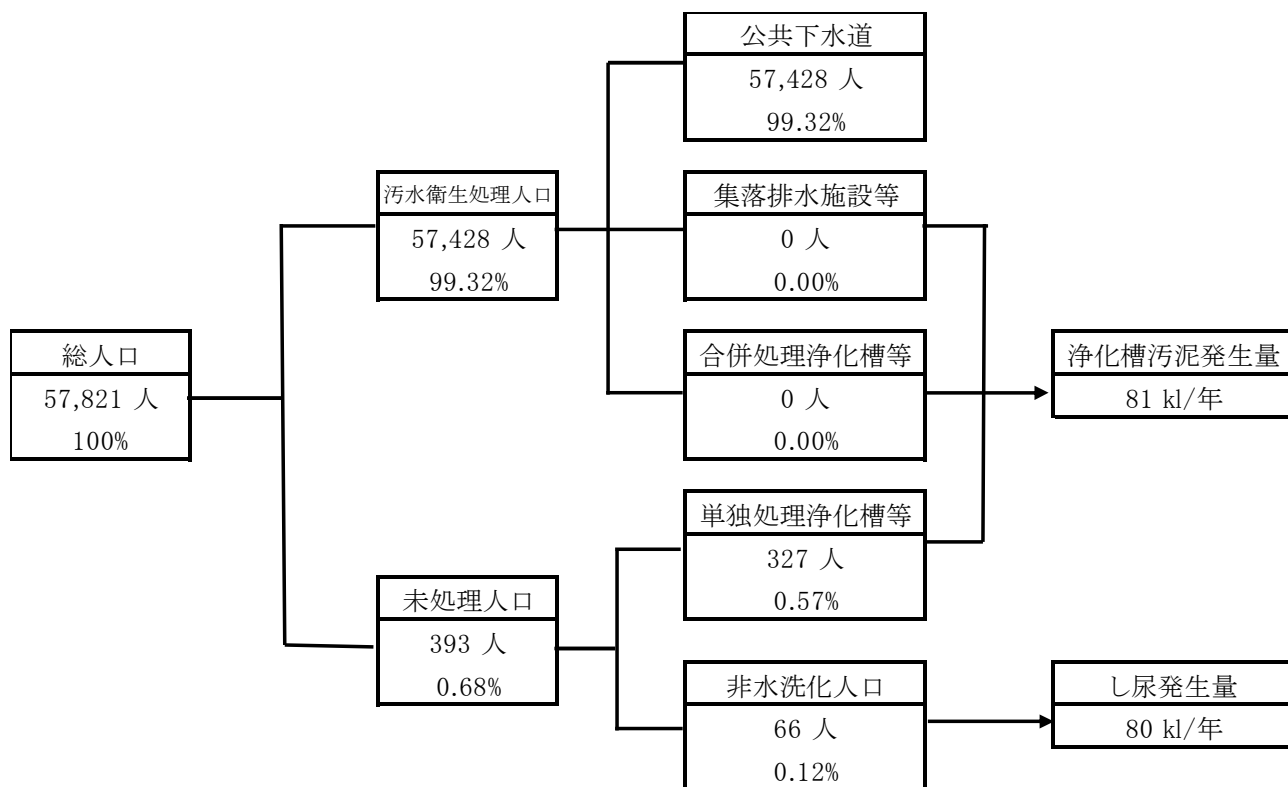 公共下水道
57,428 人
99.32%
汚水衛生処理人口
57,428 人
99.32%
集落排水施設等
0 人
0.00%
総人口
57,821 人
100%
合併処理浄化槽等
0 人
0.00%
浄化槽汚泥発生量
81 kl/年
単独処理浄化槽等
327 人
0.57%
未処理人口
393 人
0.68%
非水洗化人口
66 人
0.12%
し尿発生量
80 kl/年